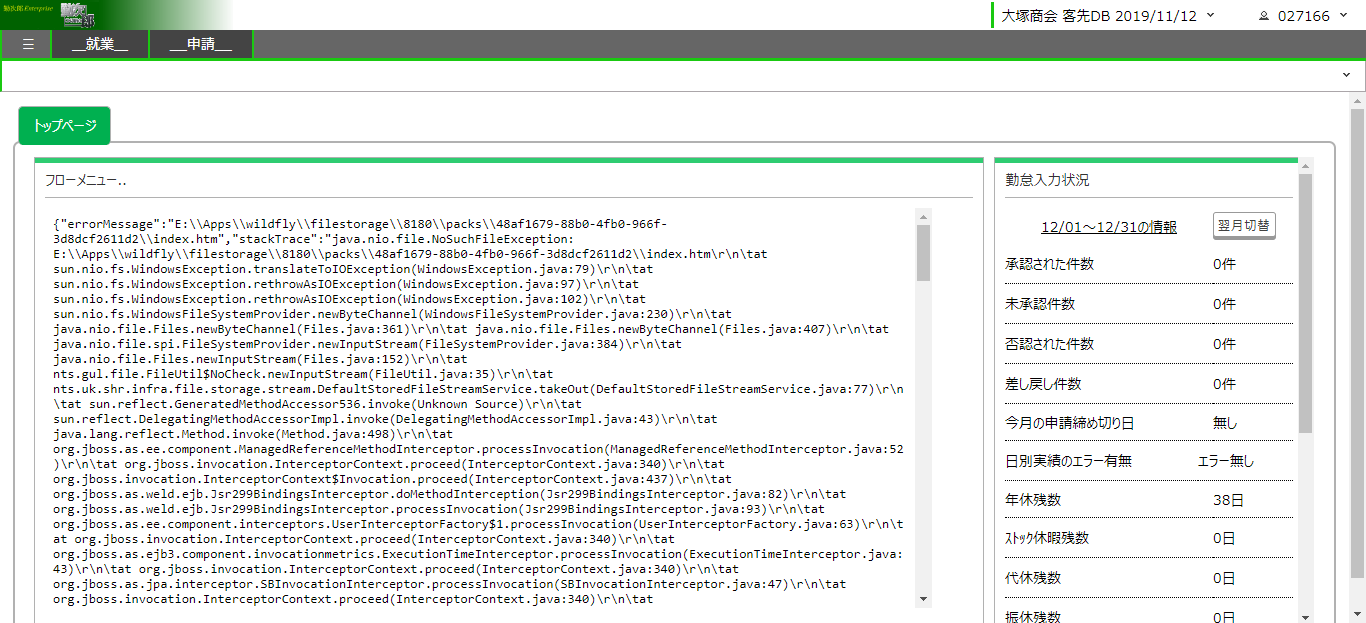 勤次郎Enterprise
大塚商会 客先DB 2019/11/12
027166
☰
__就業__
__申請__
トップページ
フローメニュー..
{"errorMessage":"E:\\Apps\\wildfly\\filestorage\\8180\\packs\\48af1679-88b0-4fb0-966f-
3d8dcf2611d2\\index.htm","stackTrace":"java.nio.file.NoSuchFileException:
E:\\Apps\\wildfly\\filestorage\\8180\\packs\\48af1679-88b0-4fb0-966f-3d8dcf2611d2\\index.htm\r\n\tat
sun.nio.fs.WindowsException.translateToIOException(WindowsException.java:79)\r\n\tat
sun.nio.fs.WindowsException.rethrowAsIOException(WindowsException.java:97)\r\n\tat
sun.nio.fs.WindowsException.rethrowAsIOException(WindowsException.java:102)\r\n\tat
sun.nio.fs.WindowsFileSystemProvider.newByteChannel(WindowsFileSystemProvider.java:230)\r\n\tat
java.nio.file.Files.newByteChannel(Files.java:361)\r\n\tat java.nio.file.Files.newByteChannel(Files.java:407)\r\n\tat
java.nio.file.spi.FileSystemProvider.newInputStream(FileSystemProvider.java:384)\r\n\tat
java.nio.file.Files.newInputStream(Files.java:152)\r\n\tat
nts.gul.file.FileUtil$NoCheck.newInputStream(FileUtil.java:35)\r\n\tat
nts.uk.shr.infra.file.storage.stream.DefaultStoredFileStreamService.takeOut(DefaultStoredFileStreamService.java:77)\r\n
\tat sun.reflect.GeneratedMethodAccessor536.invoke(Unknown Source)\r\n\tat
sun.reflect.DelegatingMethodAccessorImpl.invoke(DelegatingMethodAccessorImpl.java:43)\r\n\tat
java.lang.reflect.Method.invoke(Method.java:498)\r\n\tat
org.jboss.as.ee.component.ManagedReferenceMethodInterceptor.processInvocation(ManagedReferenceMethodInterceptor.java:52
)\r\n\tat org.jboss.invocation.InterceptorContext.proceed(InterceptorContext.java:340)\r\n\tat
org.jboss.invocation.InterceptorContext$Invocation.proceed(InterceptorContext.java:437)\r\n\tat
org.jboss.as.weld.ejb.Jsr299BindingsInterceptor.doMethodInterception(Jsr299BindingsInterceptor.java:82)\r\n\tat
org.jboss.as.weld.ejb.Jsr299BindingsInterceptor.processInvocation(Jsr299BindingsInterceptor.java:93)\r\n\tat
org.jboss.as.ee.component.interceptors.UserInterceptorFactory$1.processInvocation(UserInterceptorFactory.java:63)\r\n\t
at org.jboss.invocation.InterceptorContext.proceed(InterceptorContext.java:340)\r\n\tat
org.jboss.as.ejb3.component.invocationmetrics.ExecutionTimeInterceptor.processInvocation(ExecutionTimeInterceptor.java:
43)\r\n\tat org.jboss.invocation.InterceptorContext.proceed(InterceptorContext.java:340)\r\n\tat
org.jboss.as.jpa.interceptor.SBInvocationInterceptor.processInvocation(SBInvocationInterceptor.java:47)\r\n\tat
org.jboss.invocation.InterceptorContext.proceed(InterceptorContext.java:340)\r\n\tat
勤怠入力状況
12/01～12/31の情報 翌月切替
承認された件数 0件
未承認件数 0件
否認された件数 0件
差し戻し件数 0件
今月の申請締め切り日 無し
日別実績のエラー有無 エラー無し
年休残数 38日
ストック休暇残数 0日
代休残数 0日
振休残数 0日